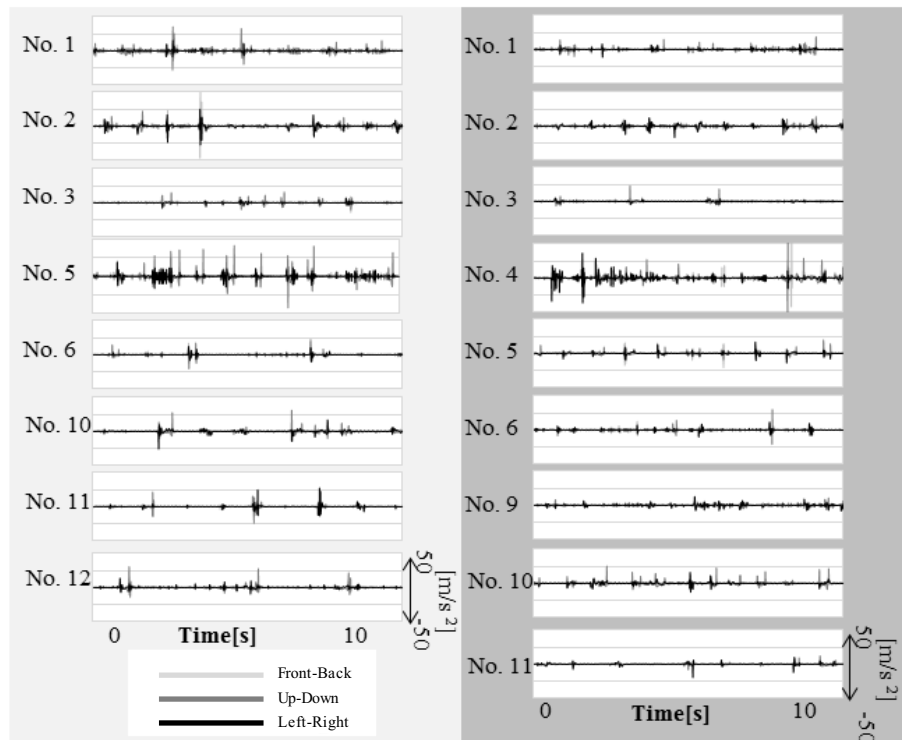 No. 1
No. 2
No. 3
No. 5
No. 6
No. 10
No. 11
No. 12
0 Time[s] 10
50
-50
[m/s²]
Front-Back
Up-Down
Left-Right
No. 1
No. 2
No. 3
No. 4
No. 5
No. 6
No. 9
No. 10
No. 11
0 Time[s] 10
50
-50
[m/s²]